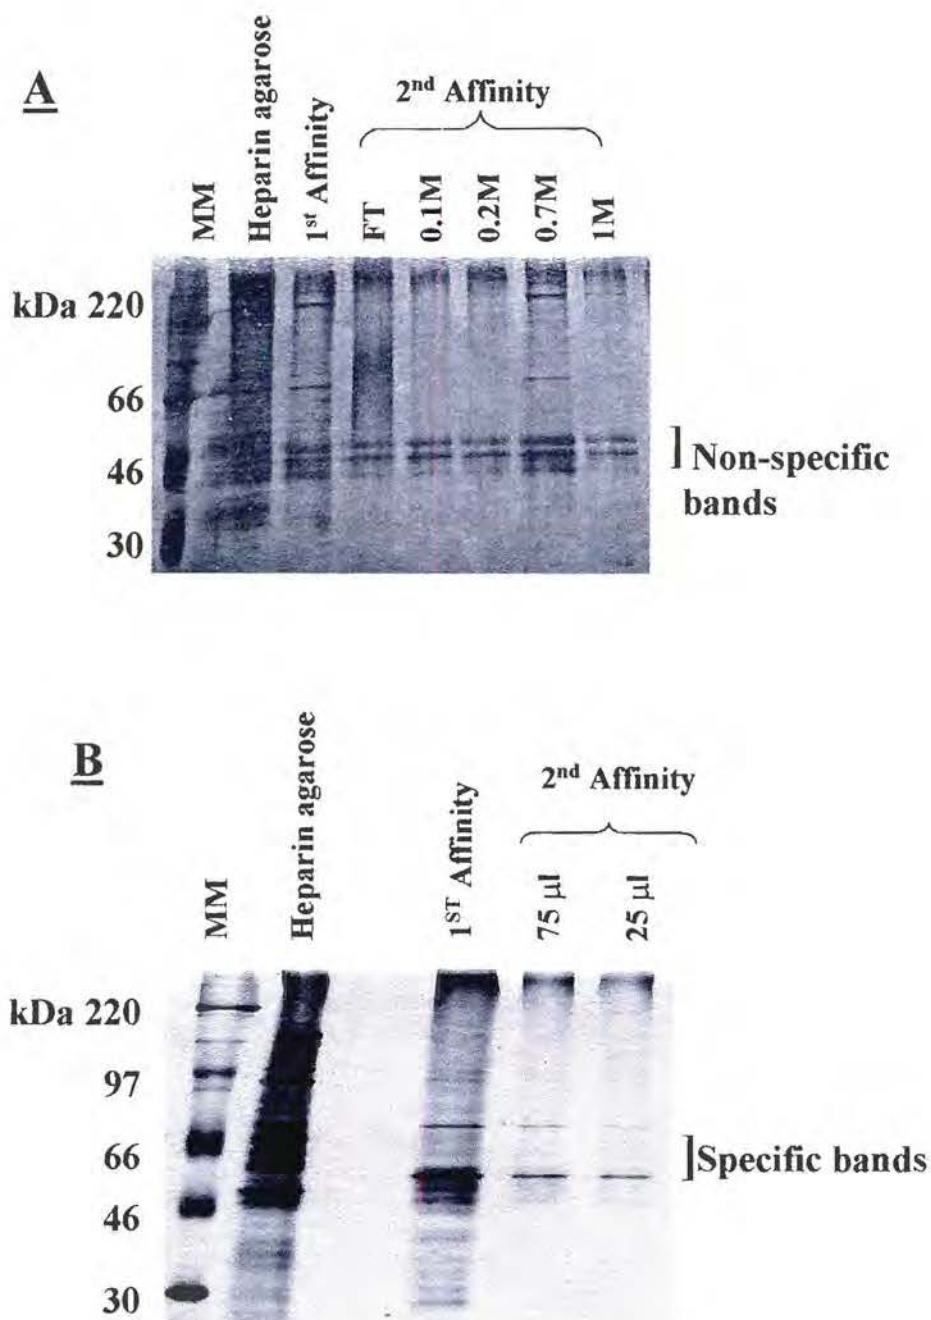 A
2nd Affinity
MM
Heparin agarose
1st Affinity
FT
0.1M
0.2M
0.7M
1M
kDa 220
66
46
30
Non-specific
bands
B
2nd Affinity
MM
Heparin agarose
1ST Affinity
75 µl
25 µl
kDa 220
97
66
46
30
Specific bands